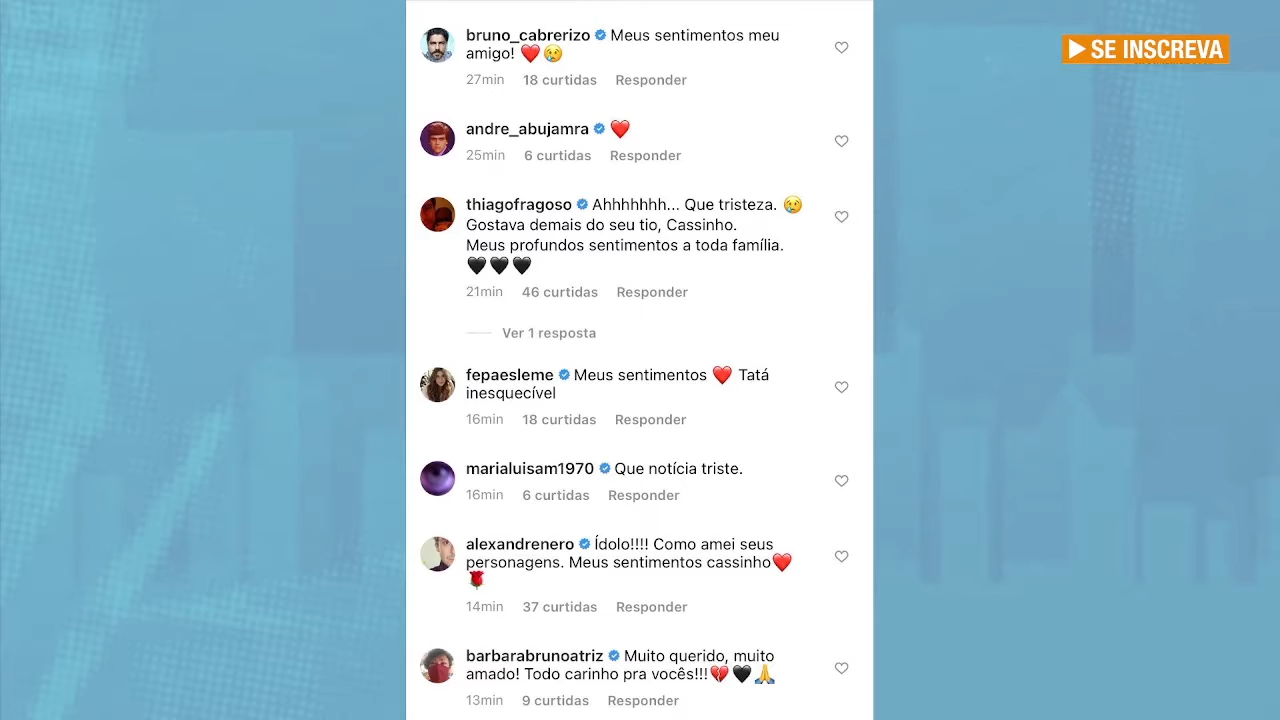 SE INSCREVA
bruno_cabrerizo Meus sentimentos meu
amigo! ❤️😢
27min 18 curtidas Responder
andre_abujamra ❤️
25min 6 curtidas Responder
thiagofragoso Ahhhhhhh... Que tristeza. 😢
Gostava demais do seu tio, Cassinho.
Meus profundos sentimentos a toda família.
🖤🖤🖤
21min 46 curtidas Responder
Ver 1 resposta
fepaesleme Meus sentimentos ❤️ Tatá
inesquecível
16min 18 curtidas Responder
marialuisam1970 Que notícia triste.
16min 6 curtidas Responder
alexandrenero Ídolo!!!! Como amei seus
personagens. Meus sentimentos cassinho❤️
🌹
14min 37 curtidas Responder
barbarabrunoatriz Muito querido, muito
amado! Todo carinho pra vocês!!!💔🖤🙏
13min 9 curtidas Responder